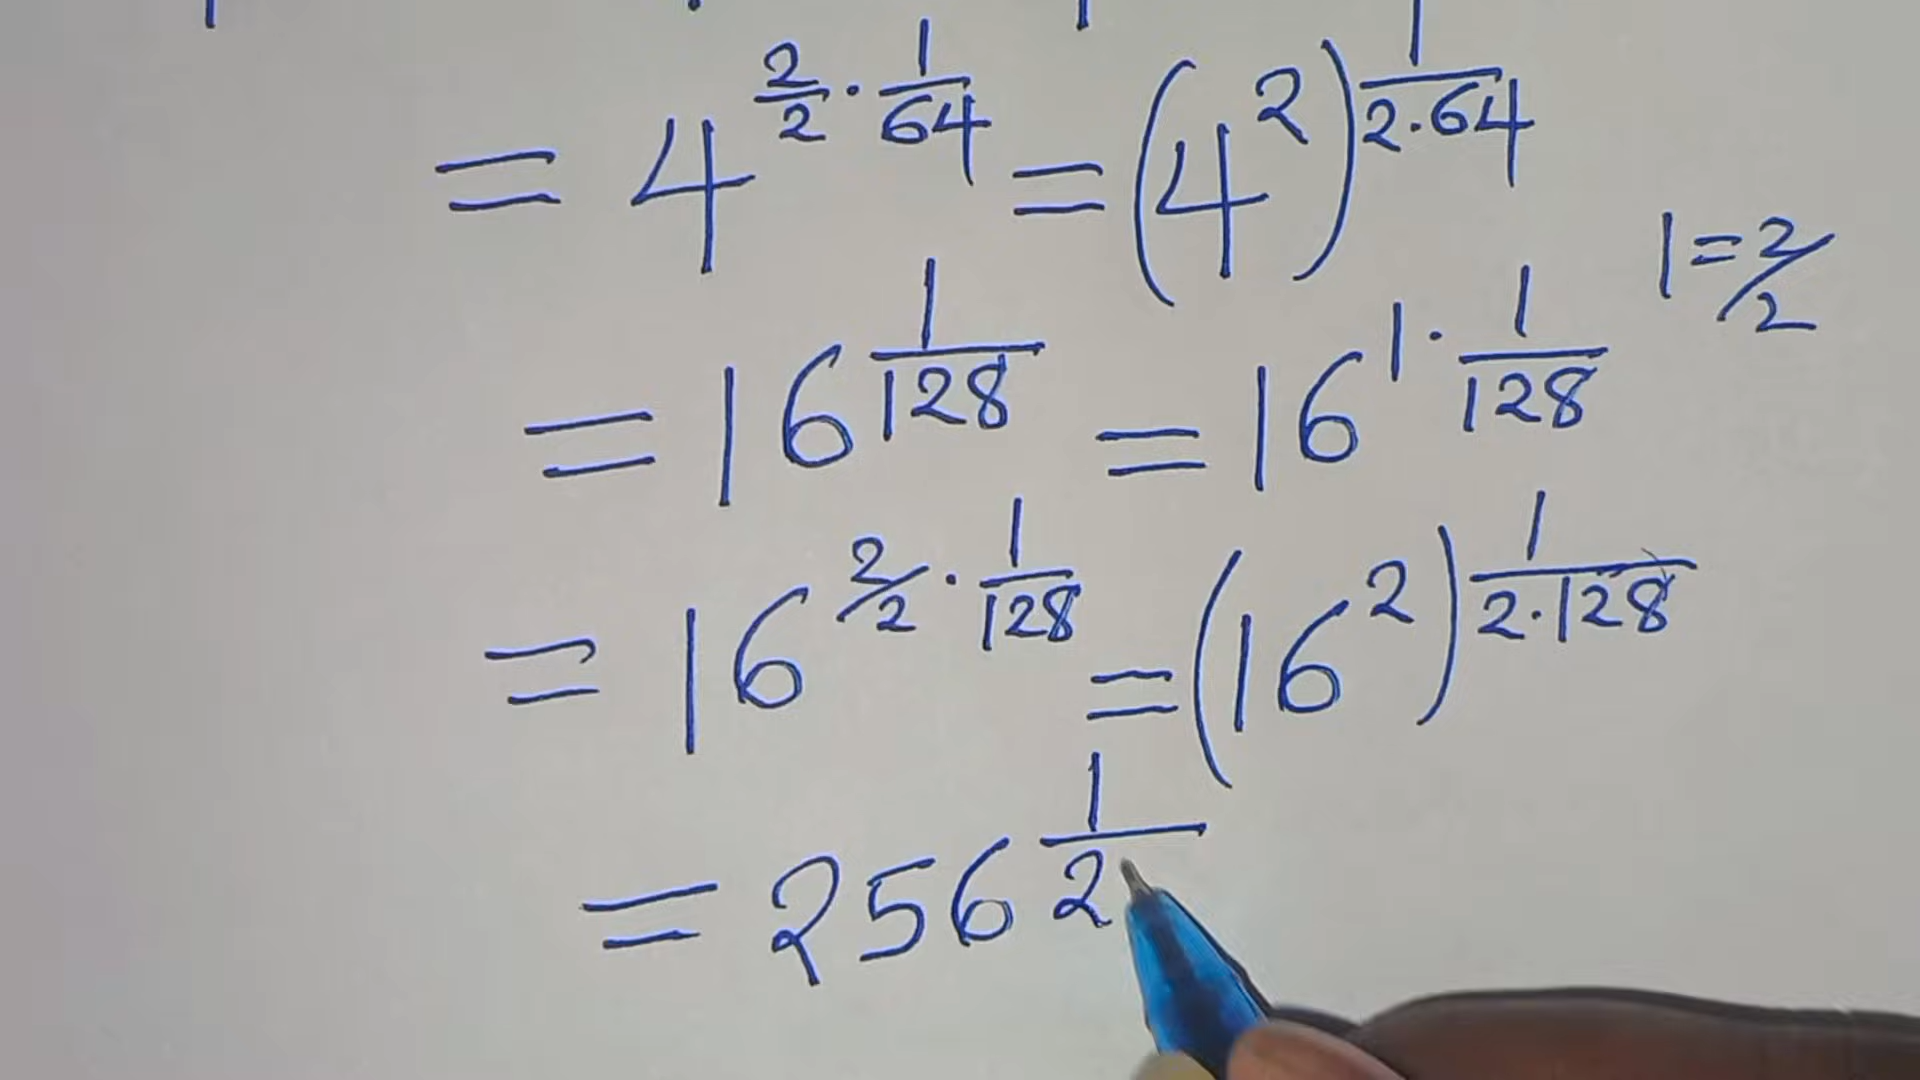 = 4^(2/2 · 1/64) = (4^2)^(1/(2·64))
1 = 2/2
= 16^(1/128) = 16^(1 · 1/128)
= 16^(2/2 · 1/128) = (16^2)^(1/(2·128))
= 256^(1/2